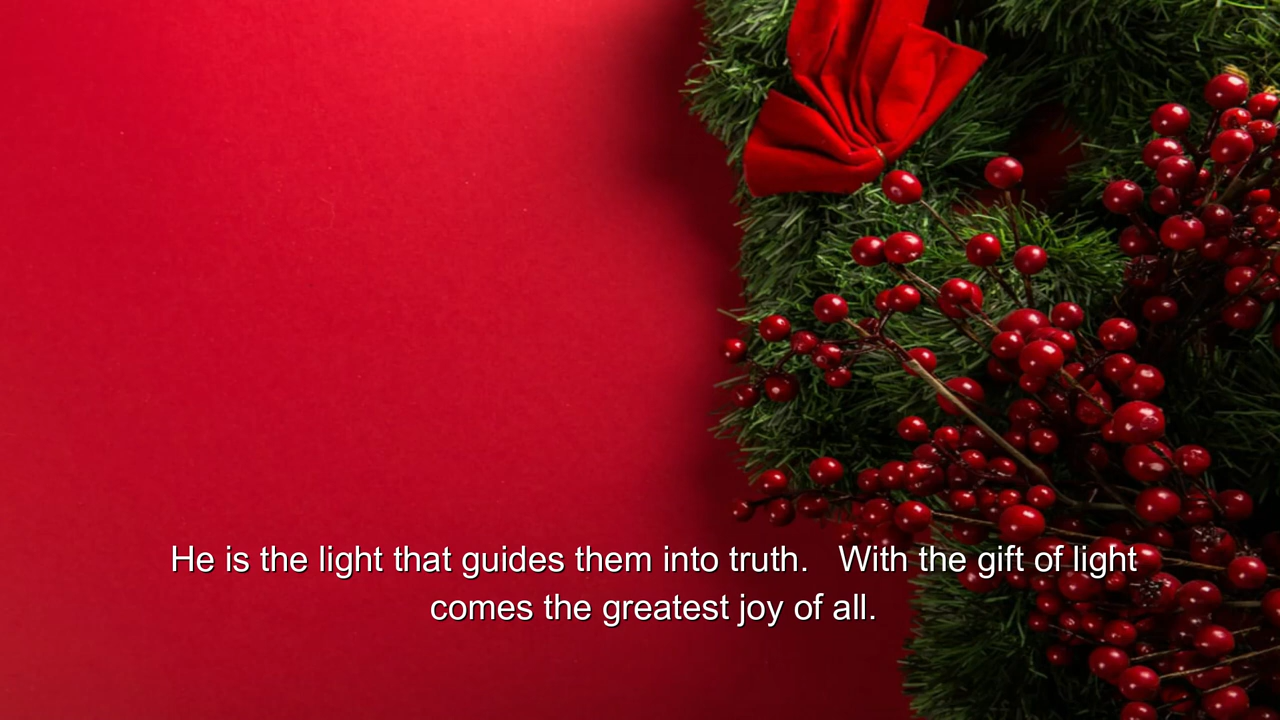 He is the light that guides them into truth.   With the gift of light
comes the greatest joy of all.